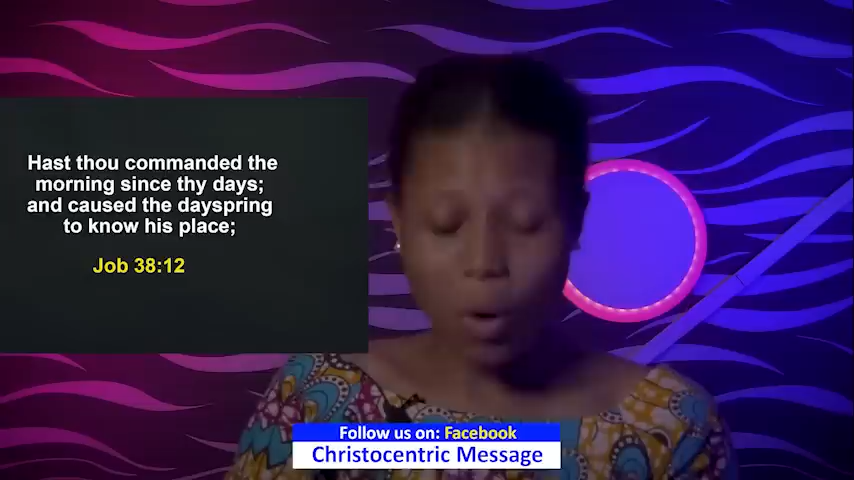 Hast thou commanded the
morning since thy days;
and caused the dayspring
to know his place;
Job 38:12
Follow us on: Facebook
Christocentric Message